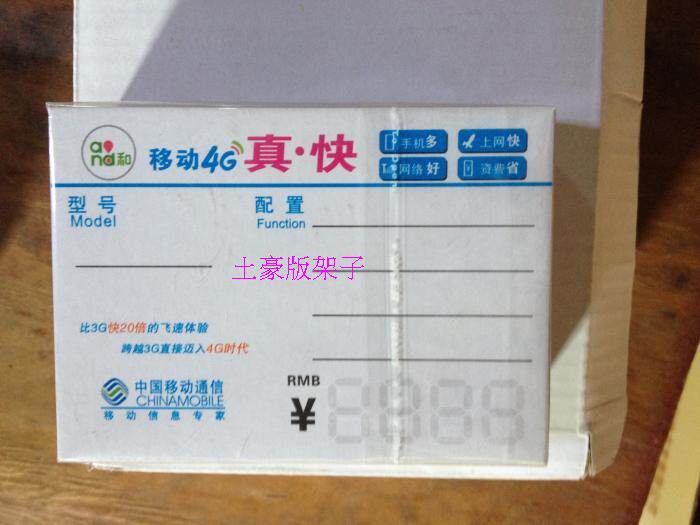 and和
移动4G 真·快
手机多
上网快
网络好
资费省
型号
Model
配置
Function
土豪版架子
比3G快20倍的飞速体验
跨越3G直接迈入4G时代
中国移动通信
CHINAMOBILE
移动信息专家
RMB
¥ 8888